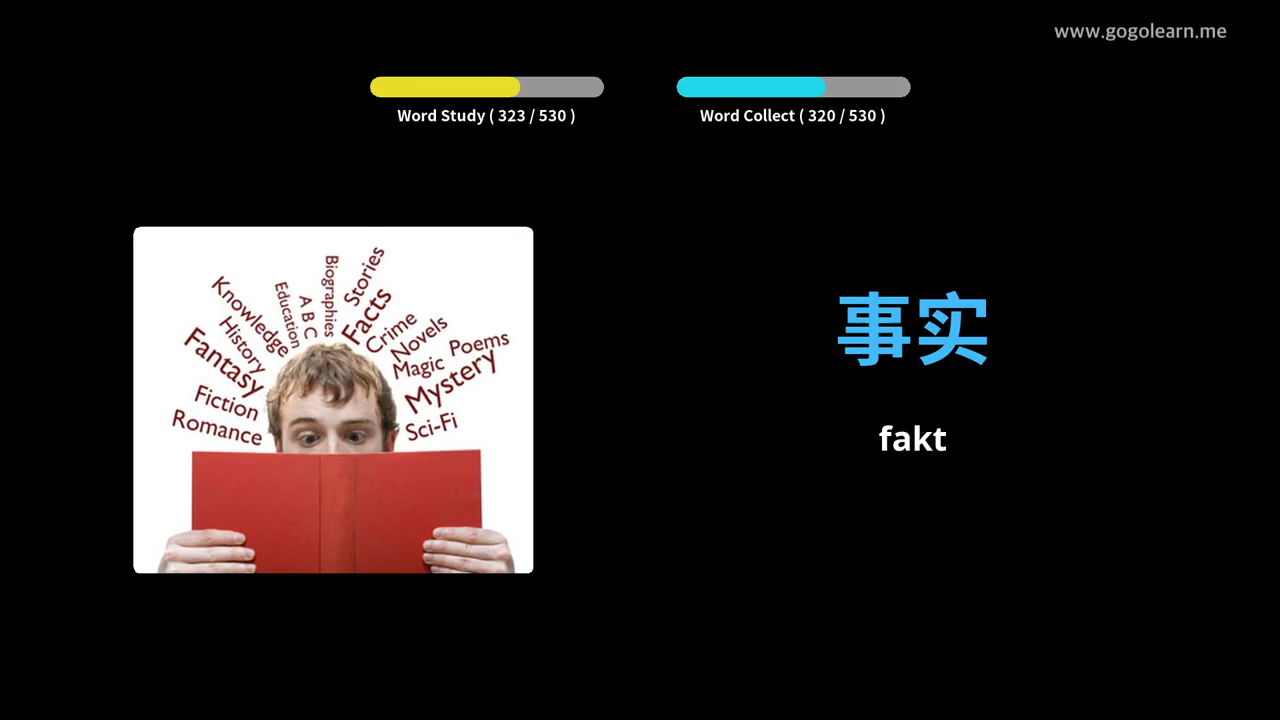 www.gogolearn.me
Word Study ( 323 / 530 )
Word Collect ( 320 / 530 )
Knowledge
History
Fantasy
Fiction
Romance
Education
A B C
Biographies
Stories
Facts
Crime
Novels
Magic
Poems
Mystery
Sci-Fi
事实
fakt